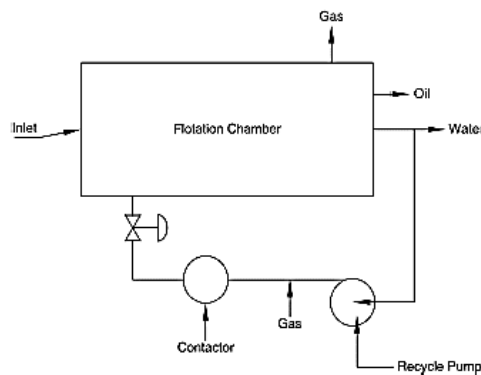 Gas
Oil
Inlet
Flotation Chamber
Water
Gas
Contactor
Recycle Pump